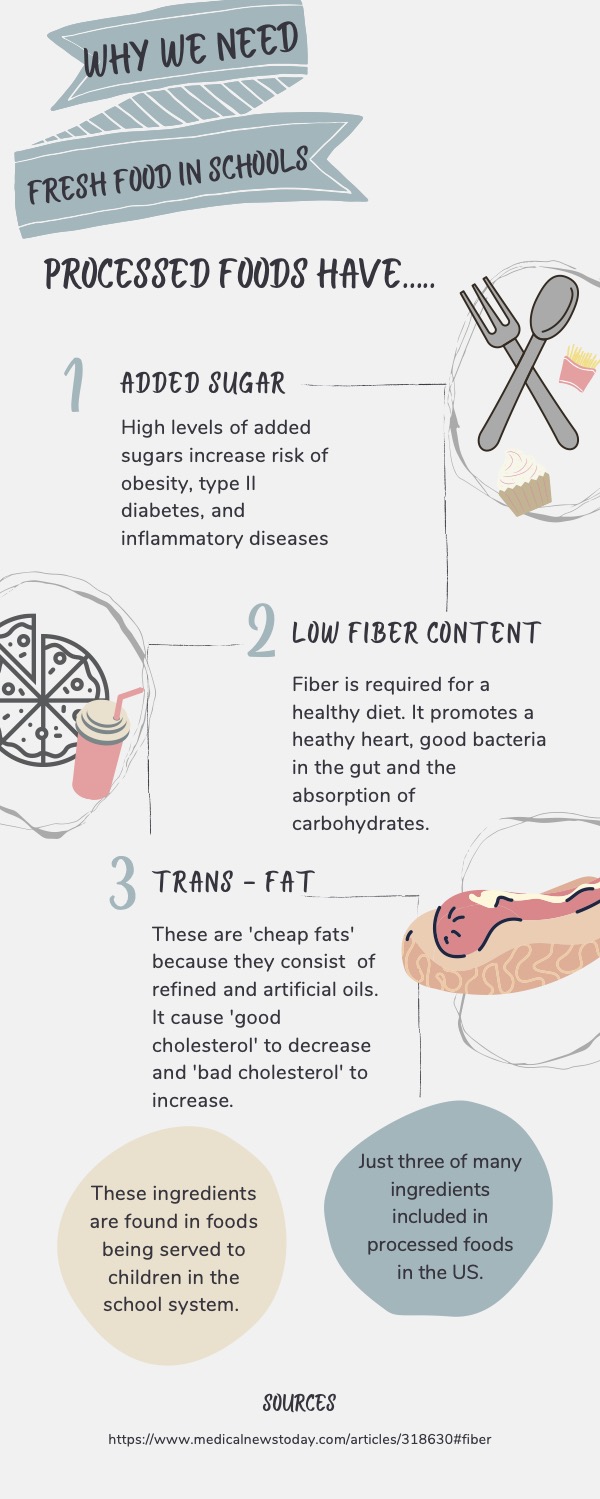 WHY WE NEED
FRESH FOOD IN SCHOOLS
PROCESSED FOODS HAVE.....
1
ADDED SUGAR
High levels of added
sugars increase risk of
obesity, type II
diabetes, and
inflammatory diseases
2
LOW FIBER CONTENT
Fiber is required for a
healthy diet. It promotes a
heathy heart, good bacteria
in the gut and the
absorption of
carbohydrates.
3
TRANS - FAT
These are 'cheap fats'
because they consist  of
refined and artificial oils.
It cause 'good
cholesterol' to decrease
and 'bad cholesterol' to
increase.
These ingredients
are found in foods
being served to
children in the
school system.
Just three of many
ingredients
included in
processed foods
in the US.
SOURCES
https://www.medicalnewstoday.com/articles/318630#fiber